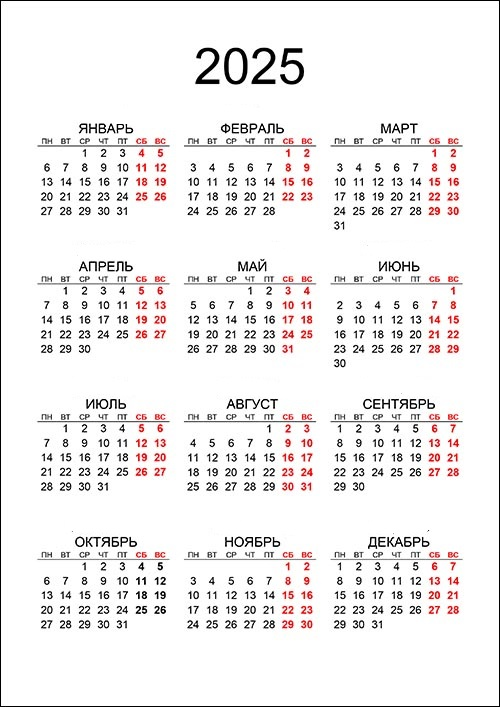 2025
ЯНВАРЬ
ПН ВТ СР ЧТ ПТ СБ ВС
1 2 3 4 5
6 7 8 9 10 11 12
13 14 15 16 17 18 19
20 21 22 23 24 25 26
27 28 29 30 31
ФЕВРАЛЬ
ПН ВТ СР ЧТ ПТ СБ ВС
1 2
3 4 5 6 7 8 9
10 11 12 13 14 15 16
17 18 19 20 21 22 23
24 25 26 27 28
МАРТ
ПН ВТ СР ЧТ ПТ СБ ВС
1 2
3 4 5 6 7 8 9
10 11 12 13 14 15 16
17 18 19 20 21 22 23
24 25 26 27 28 29 30
31
АПРЕЛЬ
ПН ВТ СР ЧТ ПТ СБ ВС
1 2 3 4 5 6
7 8 9 10 11 12 13
14 15 16 17 18 19 20
21 22 23 24 25 26 27
28 29 30
МАЙ
ПН ВТ СР ЧТ ПТ СБ ВС
1 2 3 4
5 6 7 8 9 10 11
12 13 14 15 16 17 18
19 20 21 22 23 24 25
26 27 28 29 30 31
ИЮНЬ
ПН ВТ СР ЧТ ПТ СБ ВС
1
2 3 4 5 6 7 8
9 10 11 12 13 14 15
16 17 18 19 20 21 22
23 24 25 26 27 28 29
30
ИЮЛЬ
ПН ВТ СР ЧТ ПТ СБ ВС
1 2 3 4 5 6
7 8 9 10 11 12 13
14 15 16 17 18 19 20
21 22 23 24 25 26 27
28 29 30 31
АВГУСТ
ПН ВТ СР ЧТ ПТ СБ ВС
1 2 3
4 5 6 7 8 9 10
11 12 13 14 15 16 17
18 19 20 21 22 23 24
25 26 27 28 29 30 31
СЕНТЯБРЬ
ПН ВТ СР ЧТ ПТ СБ ВС
1 2 3 4 5 6 7
8 9 10 11 12 13 14
15 16 17 18 19 20 21
22 23 24 25 26 27 28
29 30
ОКТЯБРЬ
ПН ВТ СР ЧТ ПТ СБ ВС
1 2 3 4 5
6 7 8 9 10 11 12
13 14 15 16 17 18 19
20 21 22 23 24 25 26
27 28 29 30 31
НОЯБРЬ
ПН ВТ СР ЧТ ПТ СБ ВС
1 2
3 4 5 6 7 8 9
10 11 12 13 14 15 16
17 18 19 20 21 22 23
24 25 26 27 28 29 30
ДЕКАБРЬ
ПН ВТ СР ЧТ ПТ СБ ВС
1 2 3 4 5 6 7
8 9 10 11 12 13 14
15 16 17 18 19 20 21
22 23 24 25 26 27 28
29 30 31